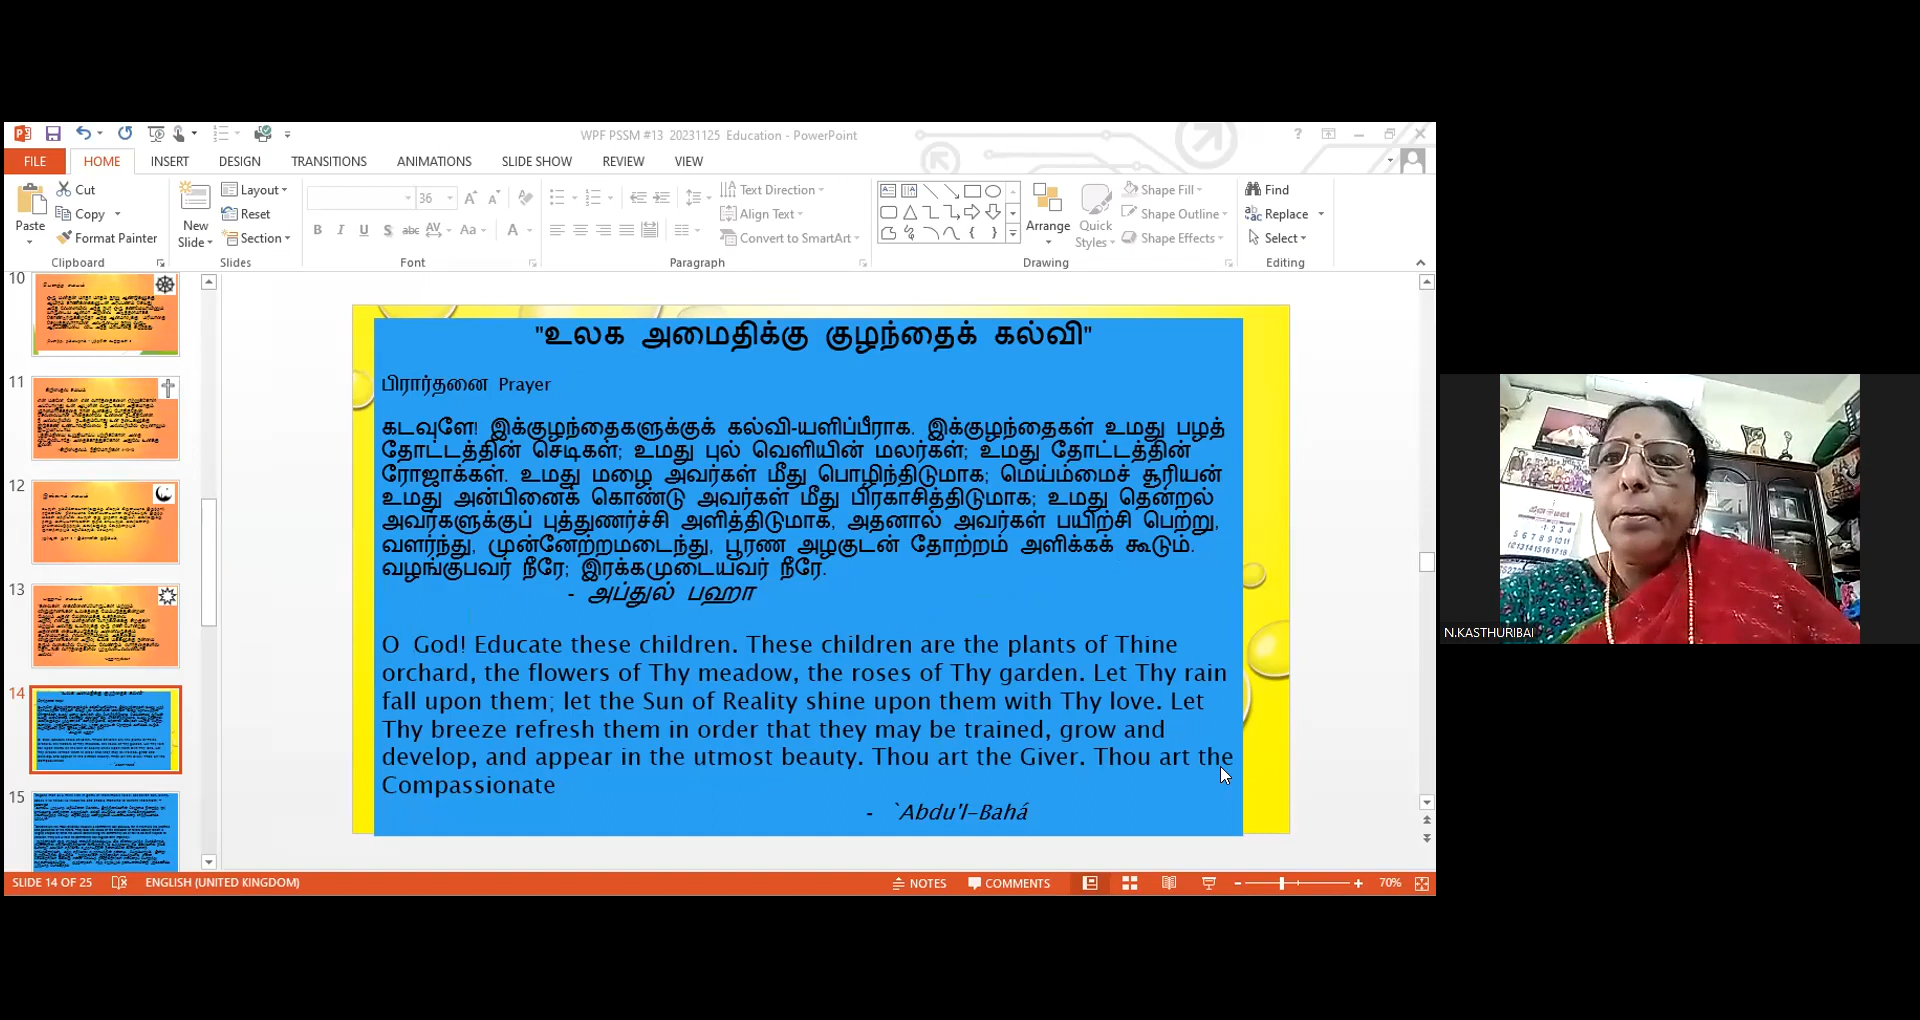 WPF PSSM #13 20231125 Education - PowerPoint
FILE HOME INSERT DESIGN TRANSITIONS ANIMATIONS SLIDE SHOW REVIEW VIEW
Cut
Copy
Format Painter
Paste
Clipboard
New Slide
Layout
Reset
Section
Slides
36
Font
Text Direction
Align Text
Convert to SmartArt
Paragraph
Arrange
Quick Styles
Shape Fill
Shape Outline
Shape Effects
Drawing
Find
Replace
Select
Editing
10
11
12
13
14
15
"உலக அமைதிக்கு குழந்தைக் கல்வி"
பிரார்தனை Prayer
கடவுளே! இக்குழந்தைகளுக்குக் கல்வி-யளிப்பீராக. இக்குழந்தைகள் உமது பழத்
தோட்டத்தின் செடிகள்; உமது புல் வெளியின் மலர்கள்; உமது தோட்டத்தின்
ரோஜாக்கள். உமது மழை அவர்கள் மீது பொழிந்திடுமாக; மெய்ம்மைச் சூரியன்
உமது அன்பினைக் கொண்டு அவர்கள் மீது பிரகாசித்திடுமாக; உமது தென்றல்
அவர்களுக்குப் புத்துணர்ச்சி அளித்திடுமாக, அதனால் அவர்கள் பயிற்சி பெற்று,
வளர்ந்து, முன்னேற்றமடைந்து, பூரண அழகுடன் தோற்றம் அளிக்கக் கூடும்.
வழங்குபவர் நீரே; இரக்கமுடையவர் நீரே.
- அப்துல் பஹா
O God! Educate these children. These children are the plants of Thine
orchard, the flowers of Thy meadow, the roses of Thy garden. Let Thy rain
fall upon them; let the Sun of Reality shine upon them with Thy love. Let
Thy breeze refresh them in order that they may be trained, grow and
develop, and appear in the utmost beauty. Thou art the Giver. Thou art the
Compassionate
- `Abdu'l-Bahá
N.KASTHURIBAI
SLIDE 14 OF 25 ENGLISH (UNITED KINGDOM) NOTES COMMENTS 70%